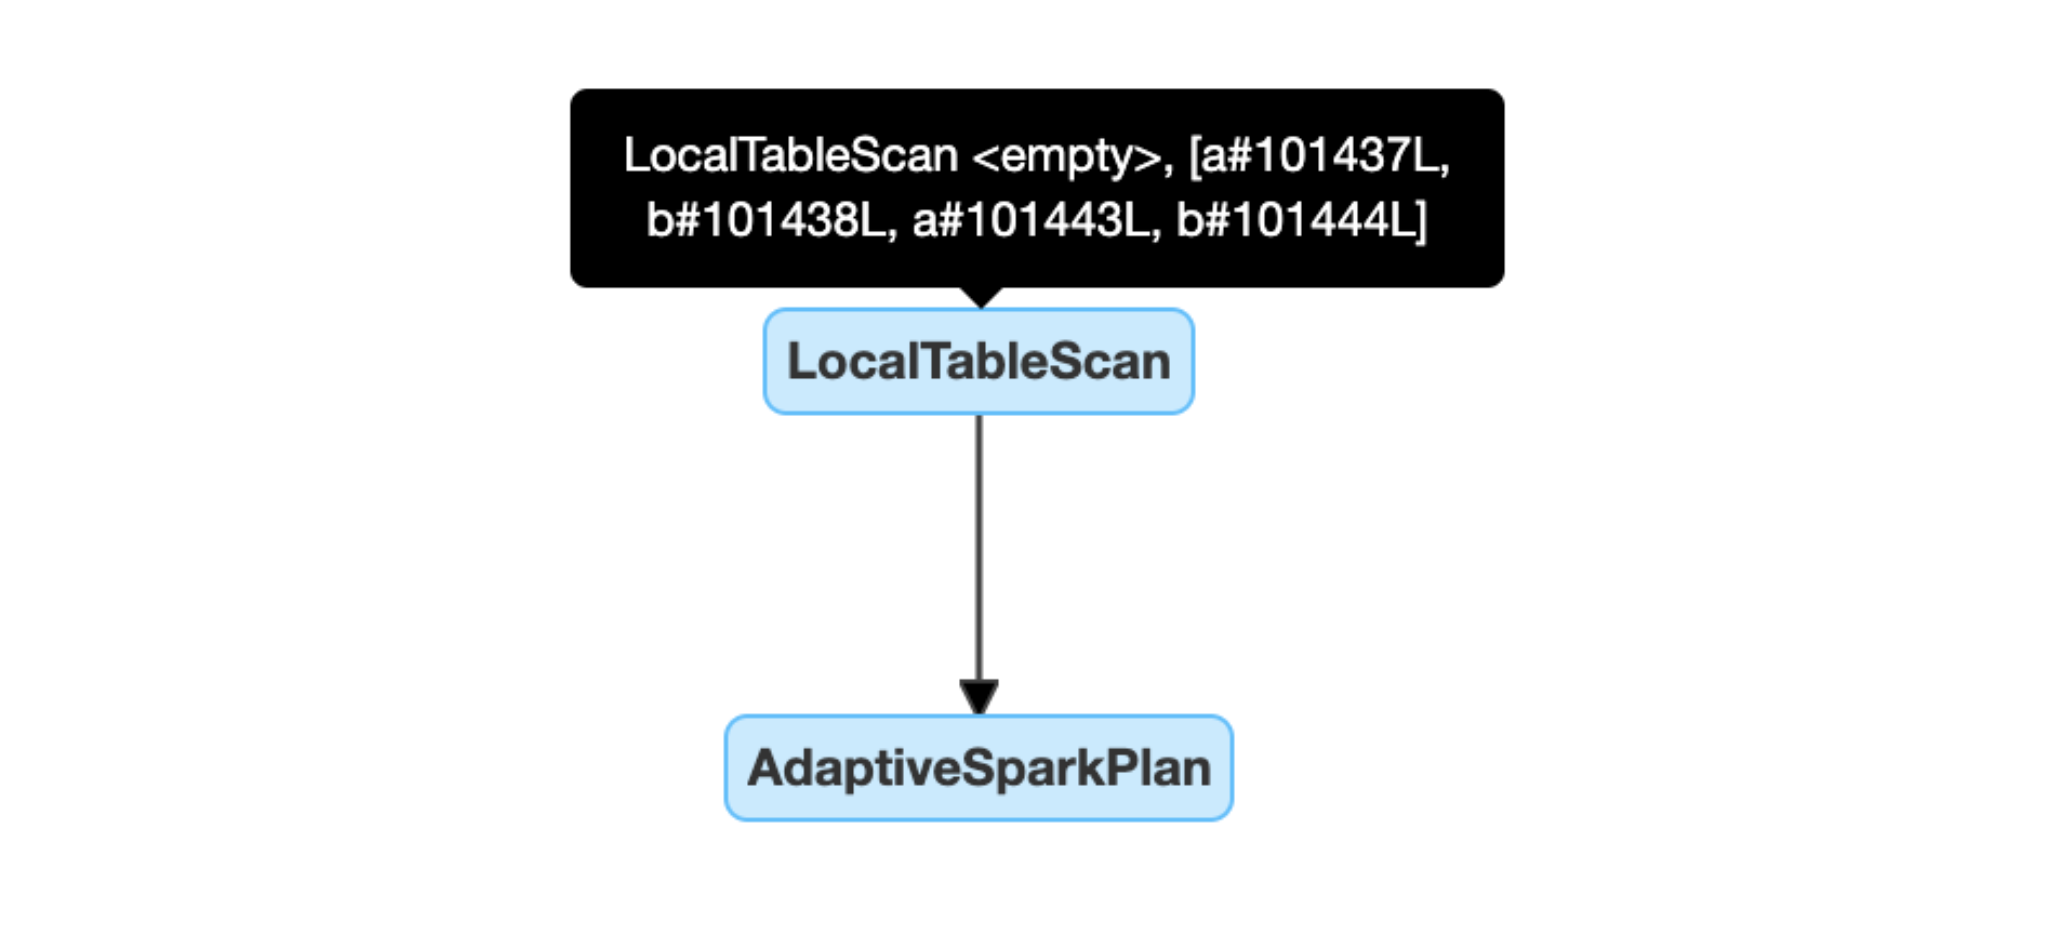 LocalTableScan <empty>, [a#101437L,
b#101438L, a#101443L, b#101444L]
LocalTableScan
AdaptiveSparkPlan